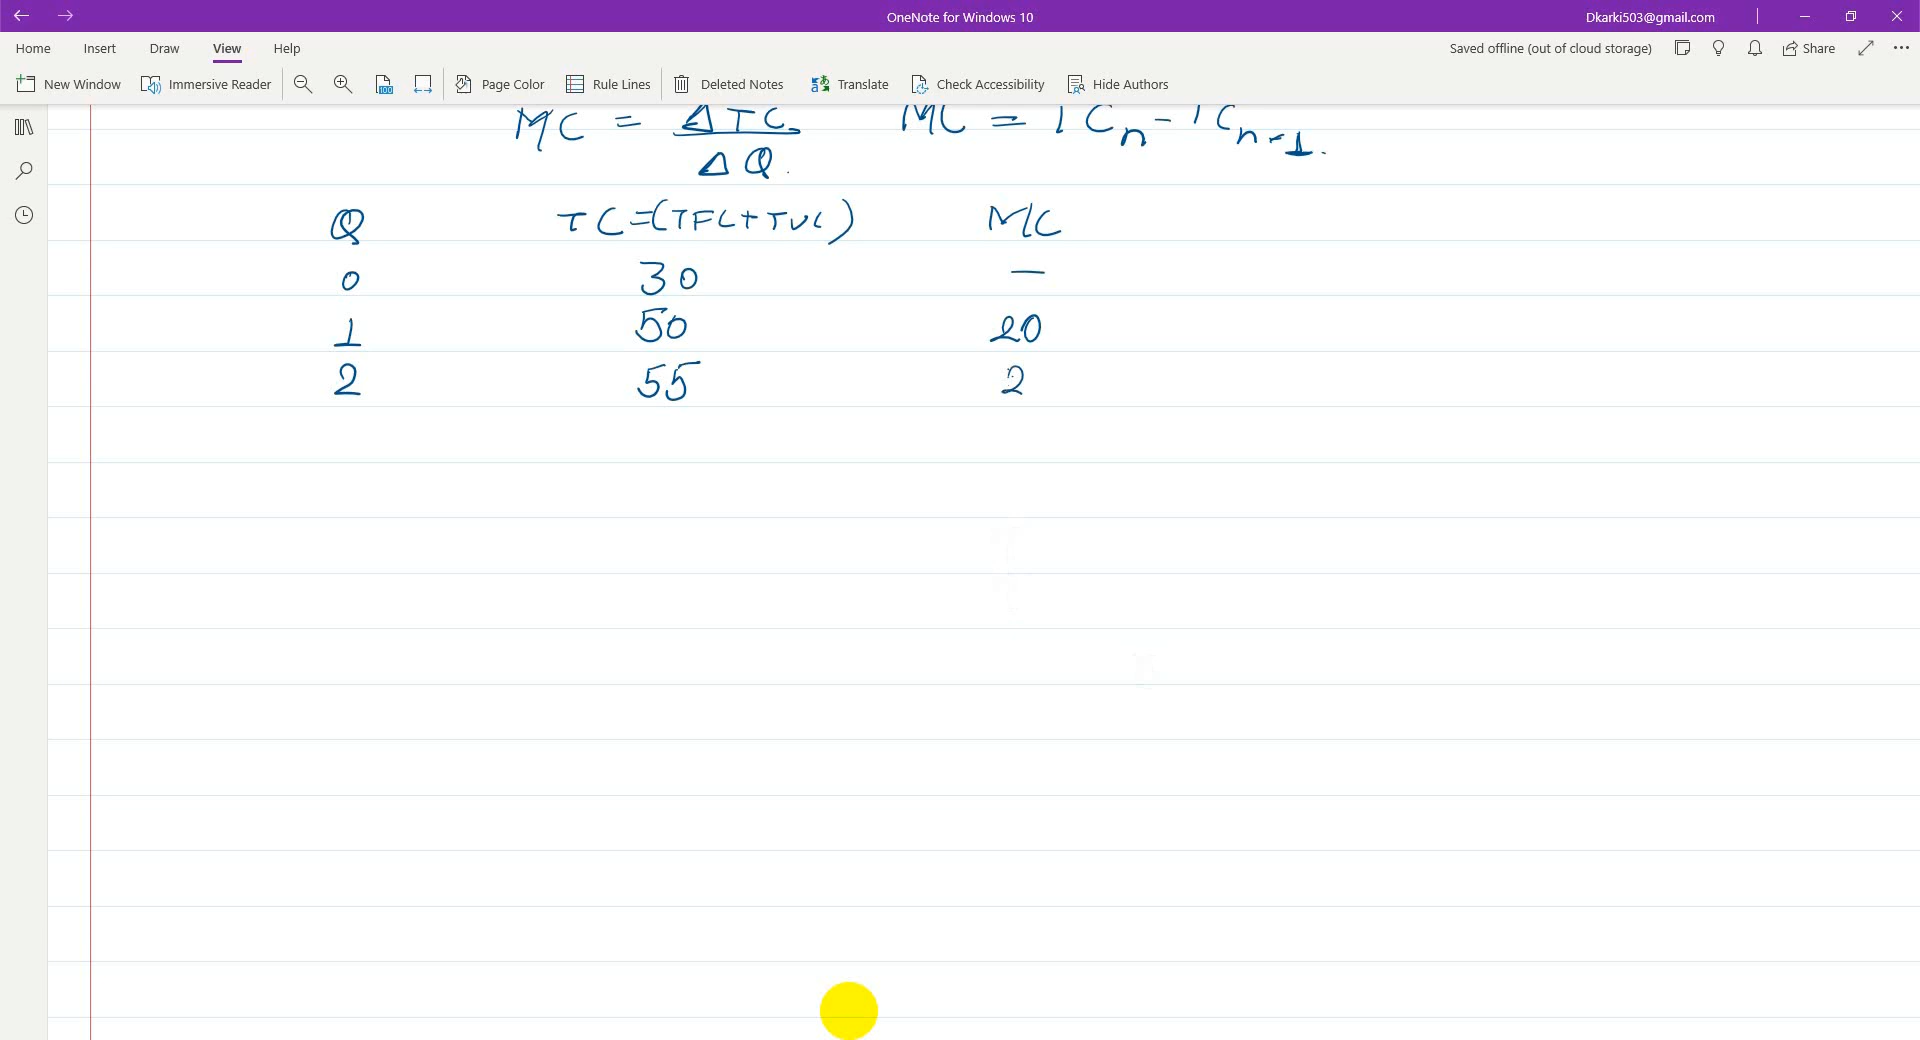 OneNote for Windows 10
Dkarki503@gmail.com
Home Insert Draw View Help
Saved offline (out of cloud storage) Share
New Window Immersive Reader Page Color Rule Lines Deleted Notes Translate Check Accessibility Hide Authors
MC = ΔTC / ΔQ. MC = TCn - TCn-1.
Q TC=(TFC+TVC) MC
0 30 —
1 50 20
2 55 2